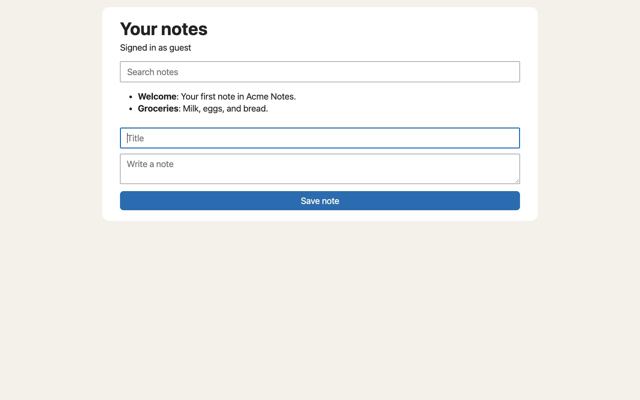 Your notes
Signed in as guest
Search notes
• Welcome: Your first note in Acme Notes.
• Groceries: Milk, eggs, and bread.
Title
Write a note
Save note